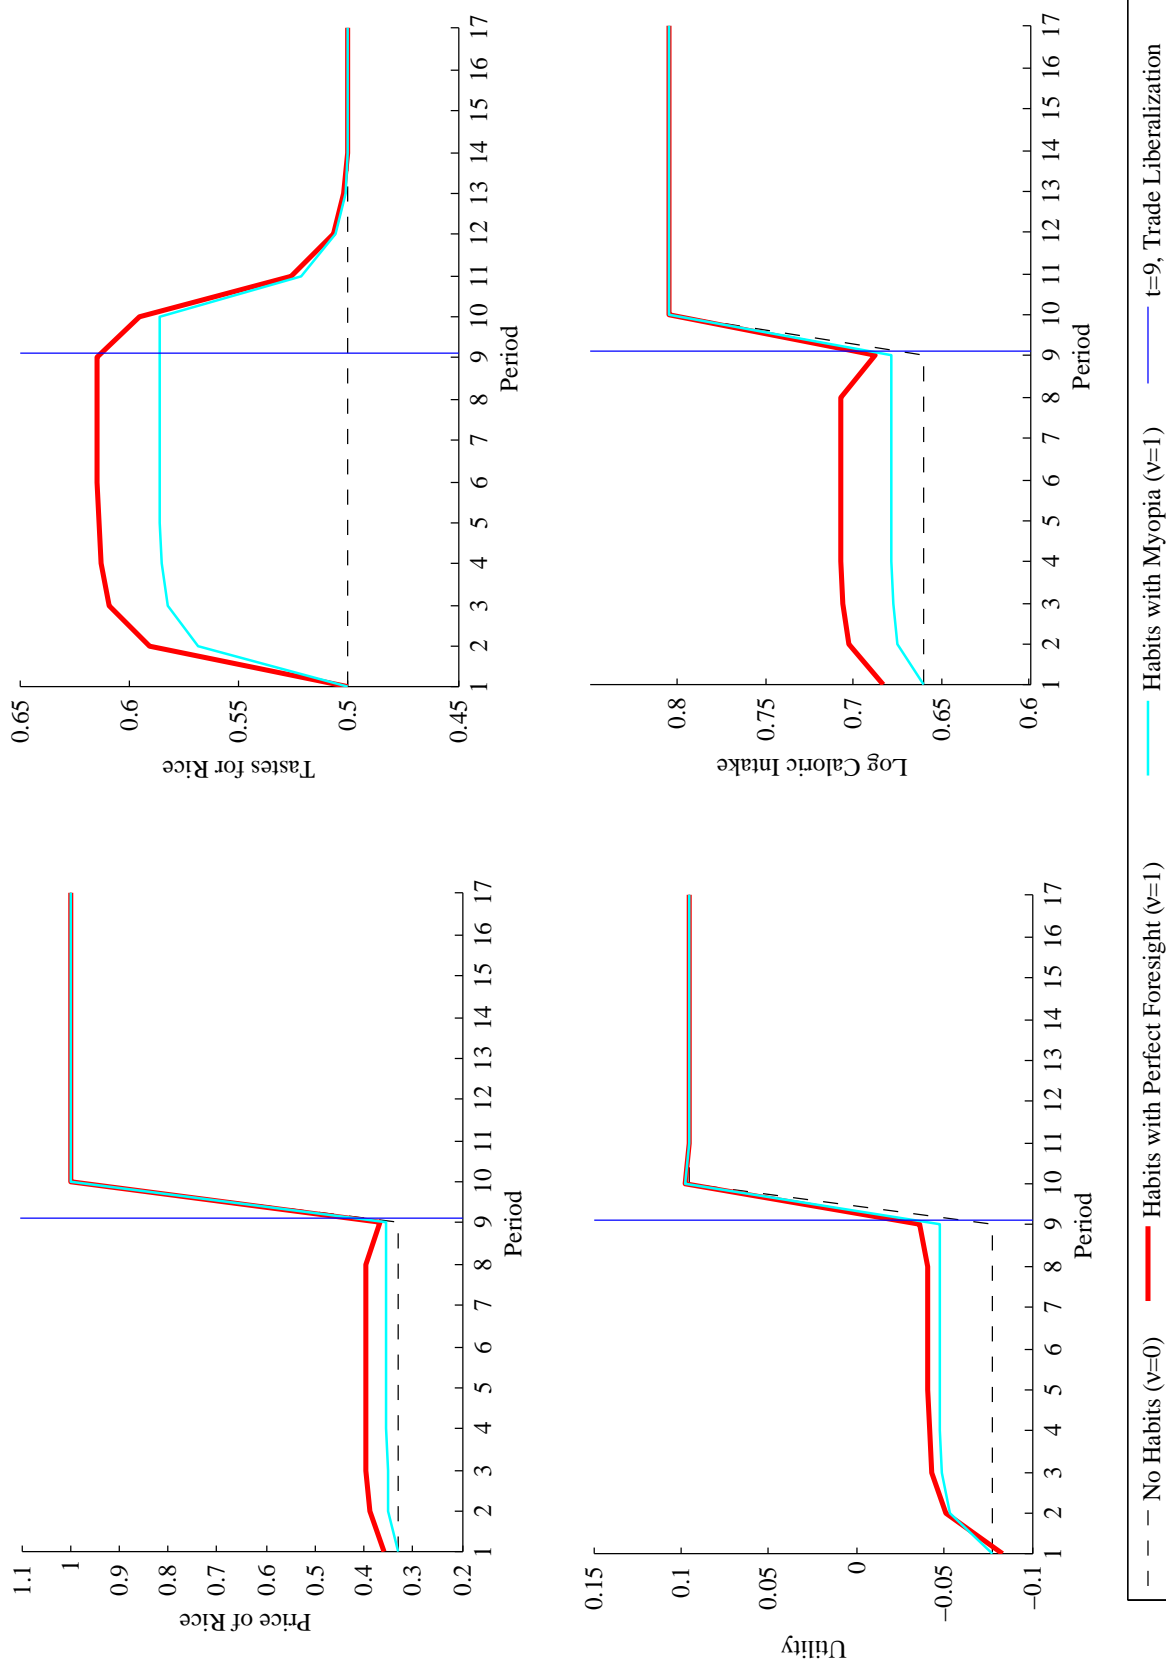 Price of Rice
1.1
1
0.9
0.8
0.7
0.6
0.5
0.4
0.3
0.2
1 2 3 4 5 6 7 8 9 10 11 12 13 14 15 16 17
Period
Tastes for Rice
0.65
0.6
0.55
0.5
0.45
1 2 3 4 5 6 7 8 9 10 11 12 13 14 15 16 17
Period
Utility
0.15
0.1
0.05
0
−0.05
−0.1
1 2 3 4 5 6 7 8 9 10 11 12 13 14 15 16 17
Period
Log Caloric Intake
0.8
0.75
0.7
0.65
0.6
1 2 3 4 5 6 7 8 9 10 11 12 13 14 15 16 17
Period
No Habits (ν=0) Habits with Perfect Foresight (ν=1) Habits with Myopia (ν=1) t=9, Trade Liberalization